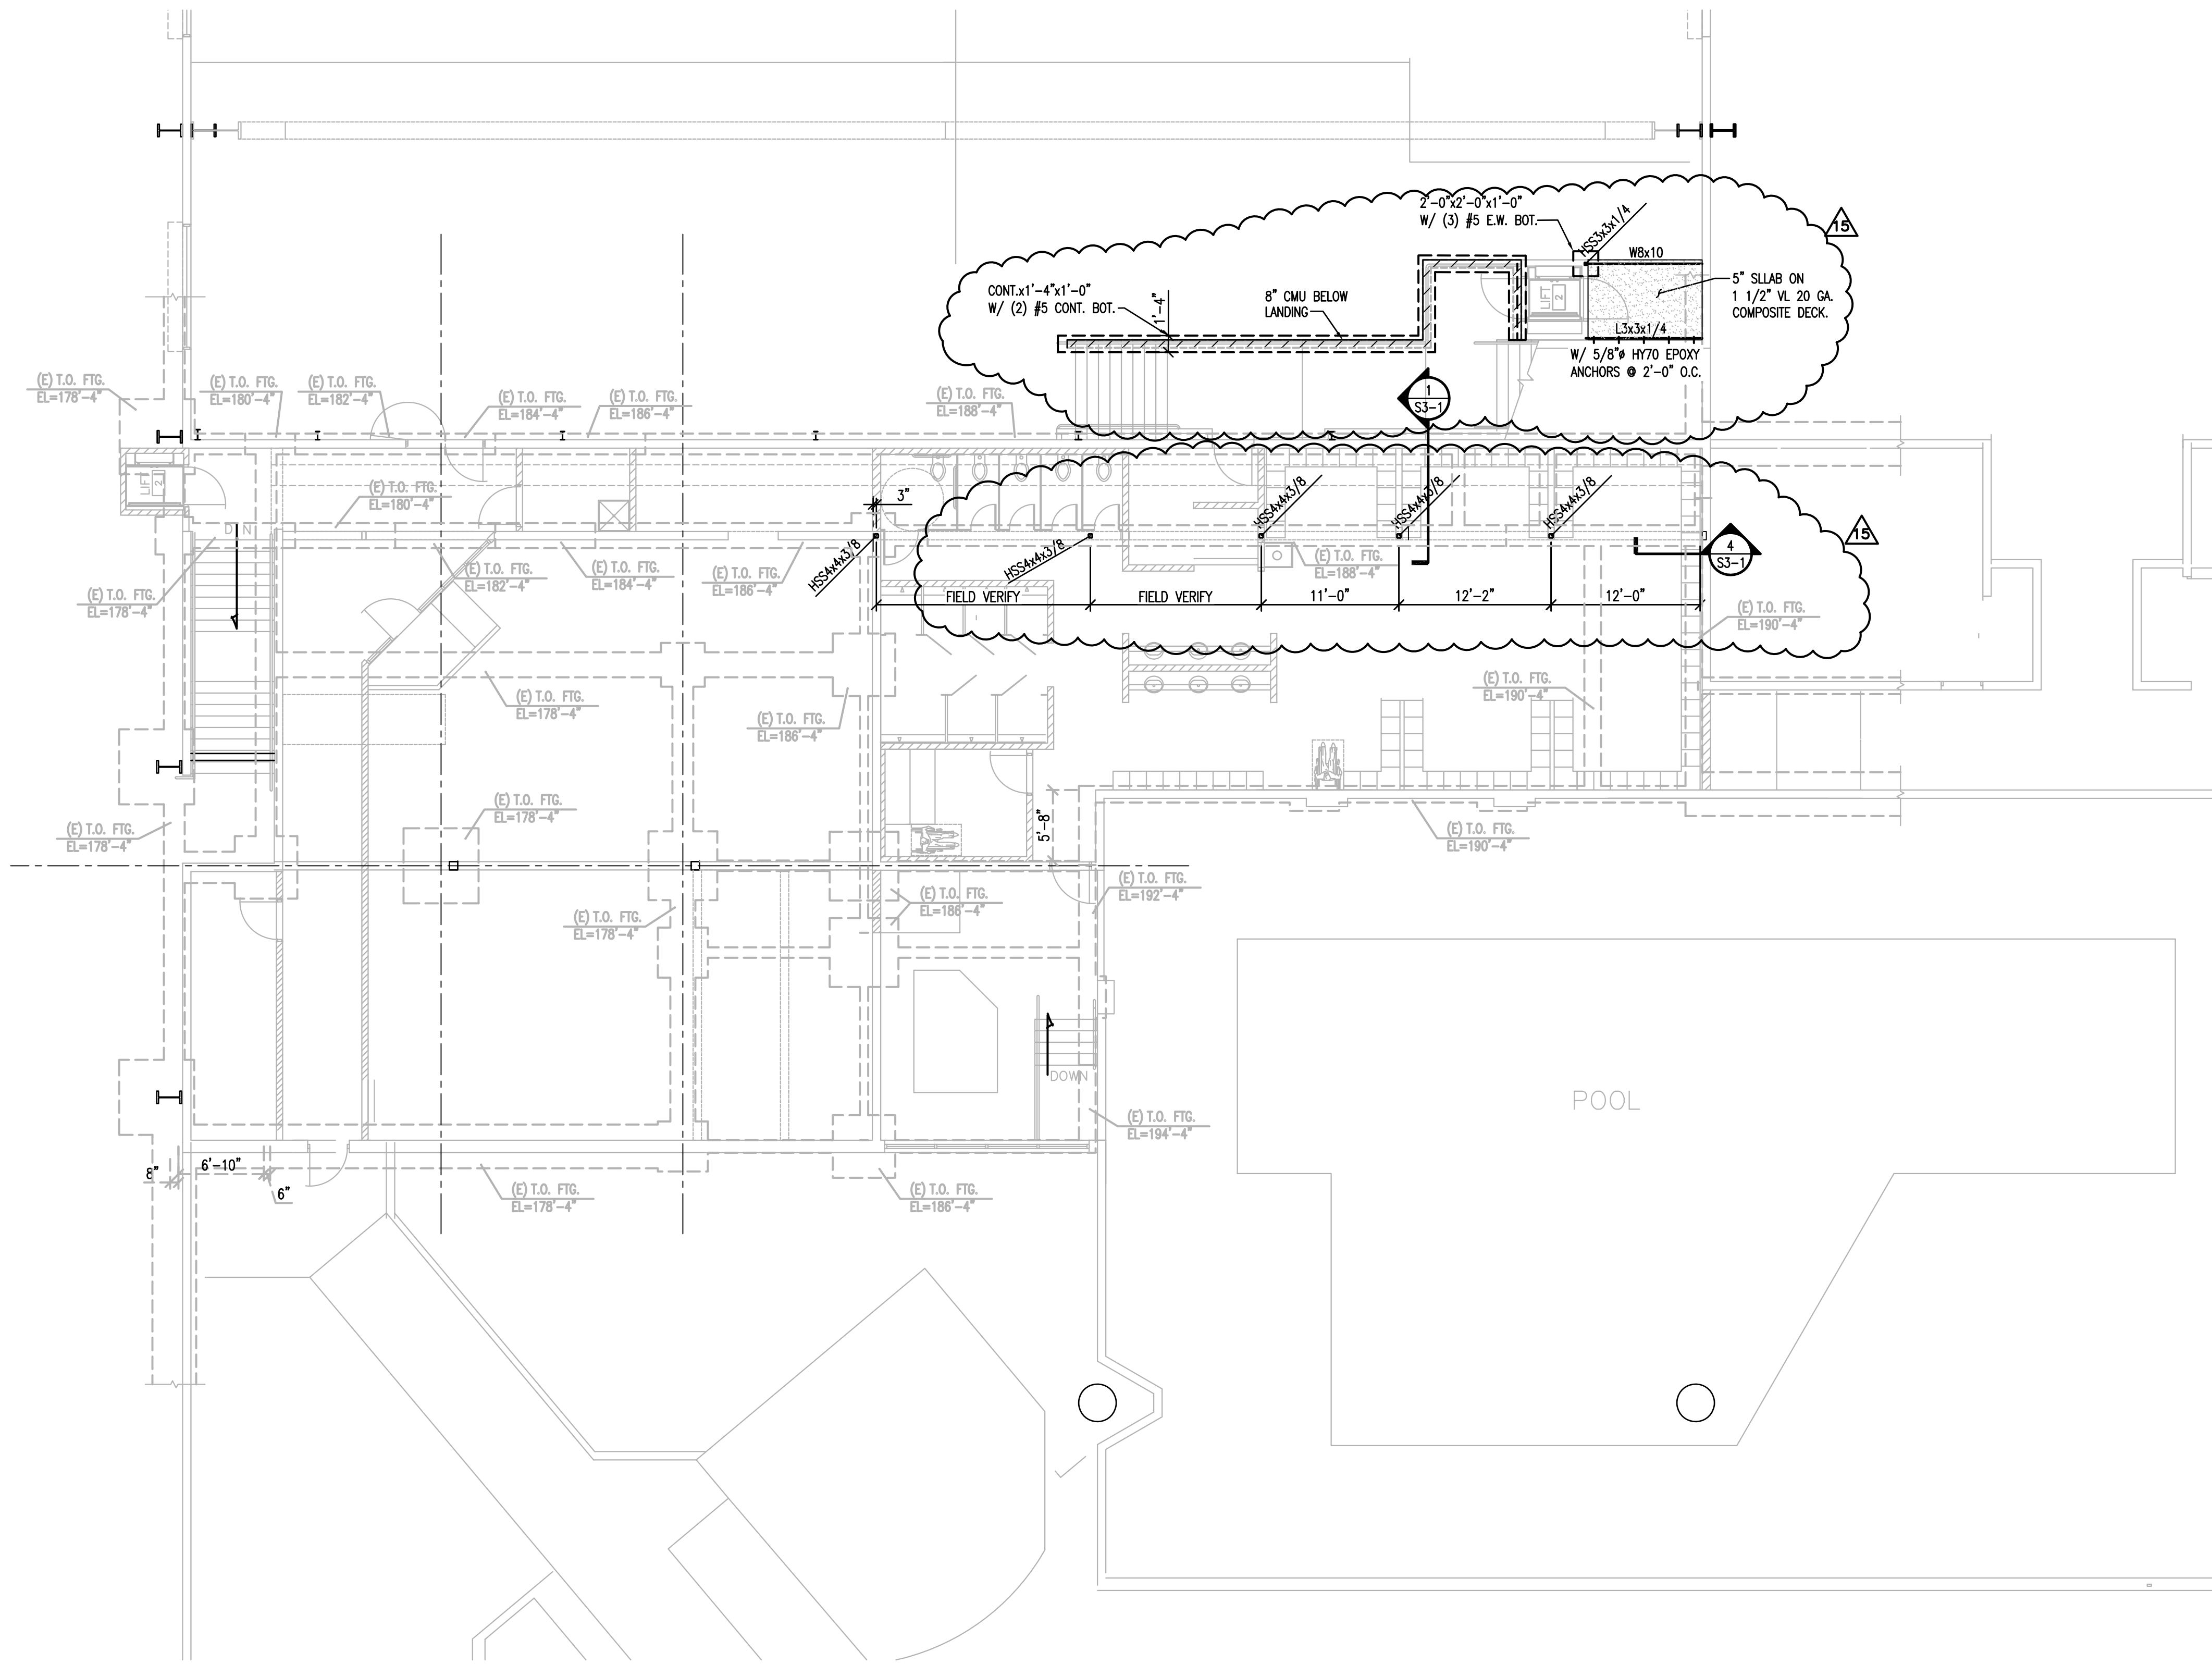 2'-0"x2'-0"x1'-0"
W/ (3) #5 E.W. BOT.
HSS3x3x1/4
W8x10
15
5" SLLAB ON
1 1/2" VL 20 GA.
COMPOSITE DECK.
CONT.x1'-4"x1'-0"
W/ (2) #5 CONT. BOT.
1'-4"
8" CMU BELOW
LANDING
LIFT
2
L3x3x1/4
W/ 5/8"ø HY70 EPOXY
ANCHORS @ 2'-0" O.C.
1
S3-1
(E) T.O. FTG.
EL=178'-4"
(E) T.O. FTG.
EL=180'-4"
(E) T.O. FTG.
EL=182'-4"
(E) T.O. FTG.
EL=184'-4"
(E) T.O. FTG.
EL=186'-4"
(E) T.O. FTG.
EL=188'-4"
LIFT
2
(E) T.O. FTG.
EL=180'-4"
3"
HSS4x4x3/8
HSS4x4x3/8
HSS4x4x3/8
HSS4x4x3/8
HSS4x4x3/8
15
4
S3-1
(E) T.O. FTG.
EL=178'-4"
(E) T.O. FTG.
EL=182'-4"
(E) T.O. FTG.
EL=184'-4"
(E) T.O. FTG.
EL=186'-4"
(E) T.O. FTG.
EL=188'-4"
FIELD VERIFY
FIELD VERIFY
11'-0"
12'-2"
12'-0"
(E) T.O. FTG.
EL=190'-4"
(E) T.O. FTG.
EL=178'-4"
(E) T.O. FTG.
EL=186'-4"
(E) T.O. FTG.
EL=190'-4"
(E) T.O. FTG.
EL=178'-4"
(E) T.O. FTG.
EL=178'-4"
5'-8"
(E) T.O. FTG.
EL=190'-4"
(E) T.O. FTG.
EL=178'-4"
(E) T.O. FTG.
EL=186'-4"
(E) T.O. FTG.
EL=192'-4"
DOWN
POOL
(E) T.O. FTG.
EL=194'-4"
8"
6'-10"
6"
(E) T.O. FTG.
EL=178'-4"
(E) T.O. FTG.
EL=186'-4"